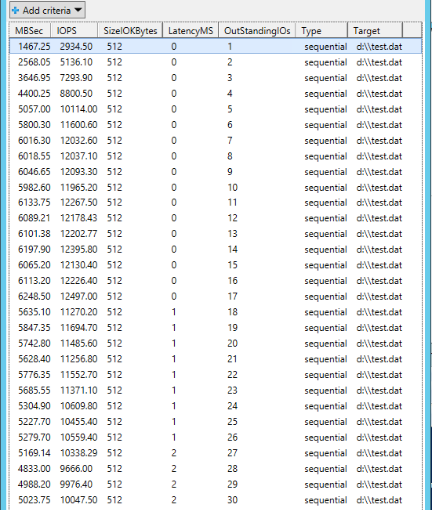 Add criteria
MBSec IOPS SizeIOKBytes LatencyMS OutStandingIOs Type Target
1467.25 2934.50 512 0 1 sequential d:\\test.dat
2568.05 5136.10 512 0 2 sequential d:\\test.dat
3646.95 7293.90 512 0 3 sequential d:\\test.dat
4400.25 8800.50 512 0 4 sequential d:\\test.dat
5057.00 10114.00 512 0 5 sequential d:\\test.dat
5800.30 11600.60 512 0 6 sequential d:\\test.dat
6016.30 12032.60 512 0 7 sequential d:\\test.dat
6018.55 12037.10 512 0 8 sequential d:\\test.dat
6046.65 12093.30 512 0 9 sequential d:\\test.dat
5982.60 11965.20 512 0 10 sequential d:\\test.dat
6133.75 12267.50 512 0 11 sequential d:\\test.dat
6089.21 12178.43 512 0 12 sequential d:\\test.dat
6101.38 12202.77 512 0 13 sequential d:\\test.dat
6197.90 12395.80 512 0 14 sequential d:\\test.dat
6065.20 12130.40 512 0 15 sequential d:\\test.dat
6113.20 12226.40 512 0 16 sequential d:\\test.dat
6248.50 12497.00 512 0 17 sequential d:\\test.dat
5635.10 11270.20 512 1 18 sequential d:\\test.dat
5847.35 11694.70 512 1 19 sequential d:\\test.dat
5742.80 11485.60 512 1 20 sequential d:\\test.dat
5628.40 11256.80 512 1 21 sequential d:\\test.dat
5776.35 11552.70 512 1 22 sequential d:\\test.dat
5685.55 11371.10 512 1 23 sequential d:\\test.dat
5304.90 10609.80 512 1 24 sequential d:\\test.dat
5227.70 10455.40 512 1 25 sequential d:\\test.dat
5279.70 10559.40 512 1 26 sequential d:\\test.dat
5169.14 10338.29 512 2 27 sequential d:\\test.dat
4833.00 9666.00 512 2 28 sequential d:\\test.dat
4988.20 9976.40 512 2 29 sequential d:\\test.dat
5023.75 10047.50 512 2 30 sequential d:\\test.dat